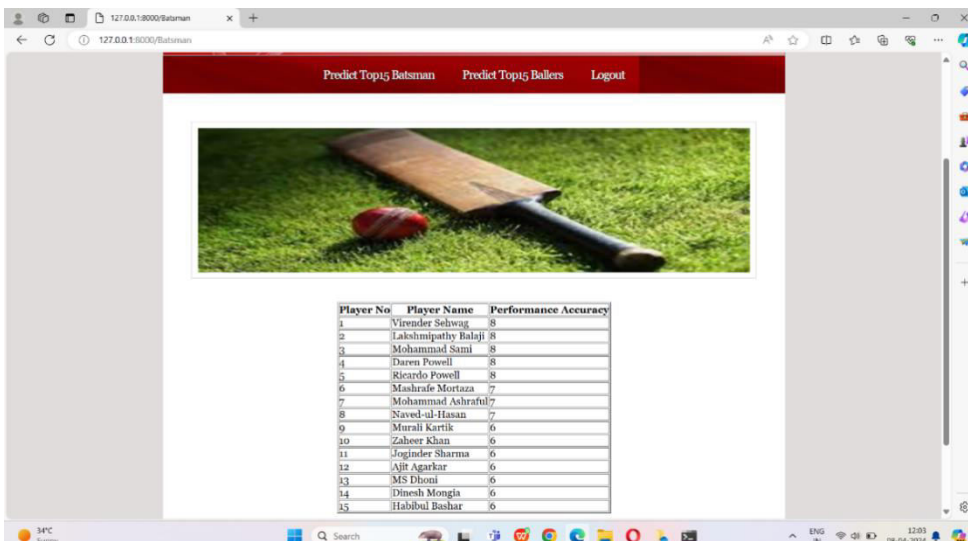 127.0.0.1:8000/Batsman
127.0.0.1:8000/Batsman
Predict Top15 Batsman Predict Top15 Ballers Logout
Player No Player Name Performance Accuracy
1 Virender Sehwag 8
2 Lakshmipathy Balaji 8
3 Mohammad Sami 8
4 Daren Powell 8
5 Ricardo Powell 8
6 Mashrafe Mortaza 7
7 Mohammad Ashraful 7
8 Naved-ul-Hasan 7
9 Murali Kartik 6
10 Zaheer Khan 6
11 Joginder Sharma 6
12 Ajit Agarkar 6
13 MS Dhoni 6
14 Dinesh Mongia 6
15 Habibul Bashar 6
34°C
Search
ENG
12:03